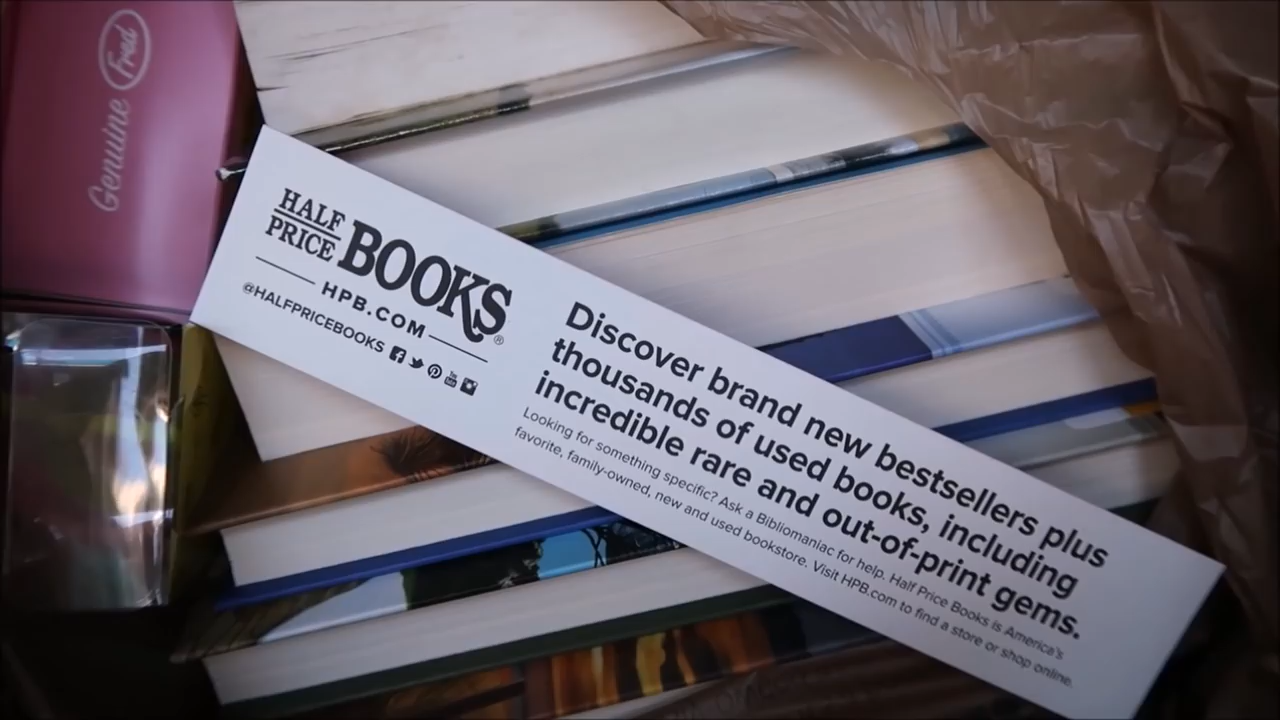 Genuine Fred
HALF
PRICE
BOOKS®
HPB.COM
@HALFPRICEBOOKS
Discover brand new bestsellers plus
thousands of used books, including
incredible rare and out-of-print gems.
Looking for something specific? Ask a Bibliomaniac for help. Half Price Books is America's
favorite, family-owned, new and used bookstore. Visit HPB.com to find a store or shop online.